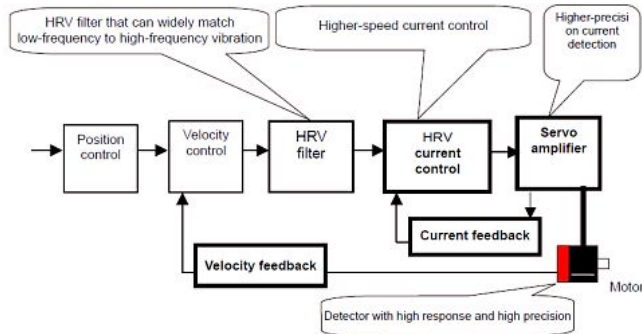 HRV filter that can widely match
low-frequency to high-frequency vibration
Higher-speed current control
Higher-precisi
on current
detection
Position
control
Velocity
control
HRV
filter
HRV
current
control
Servo
amplifier
Current feedback
Velocity feedback
Motor
Detector with high response and high precision